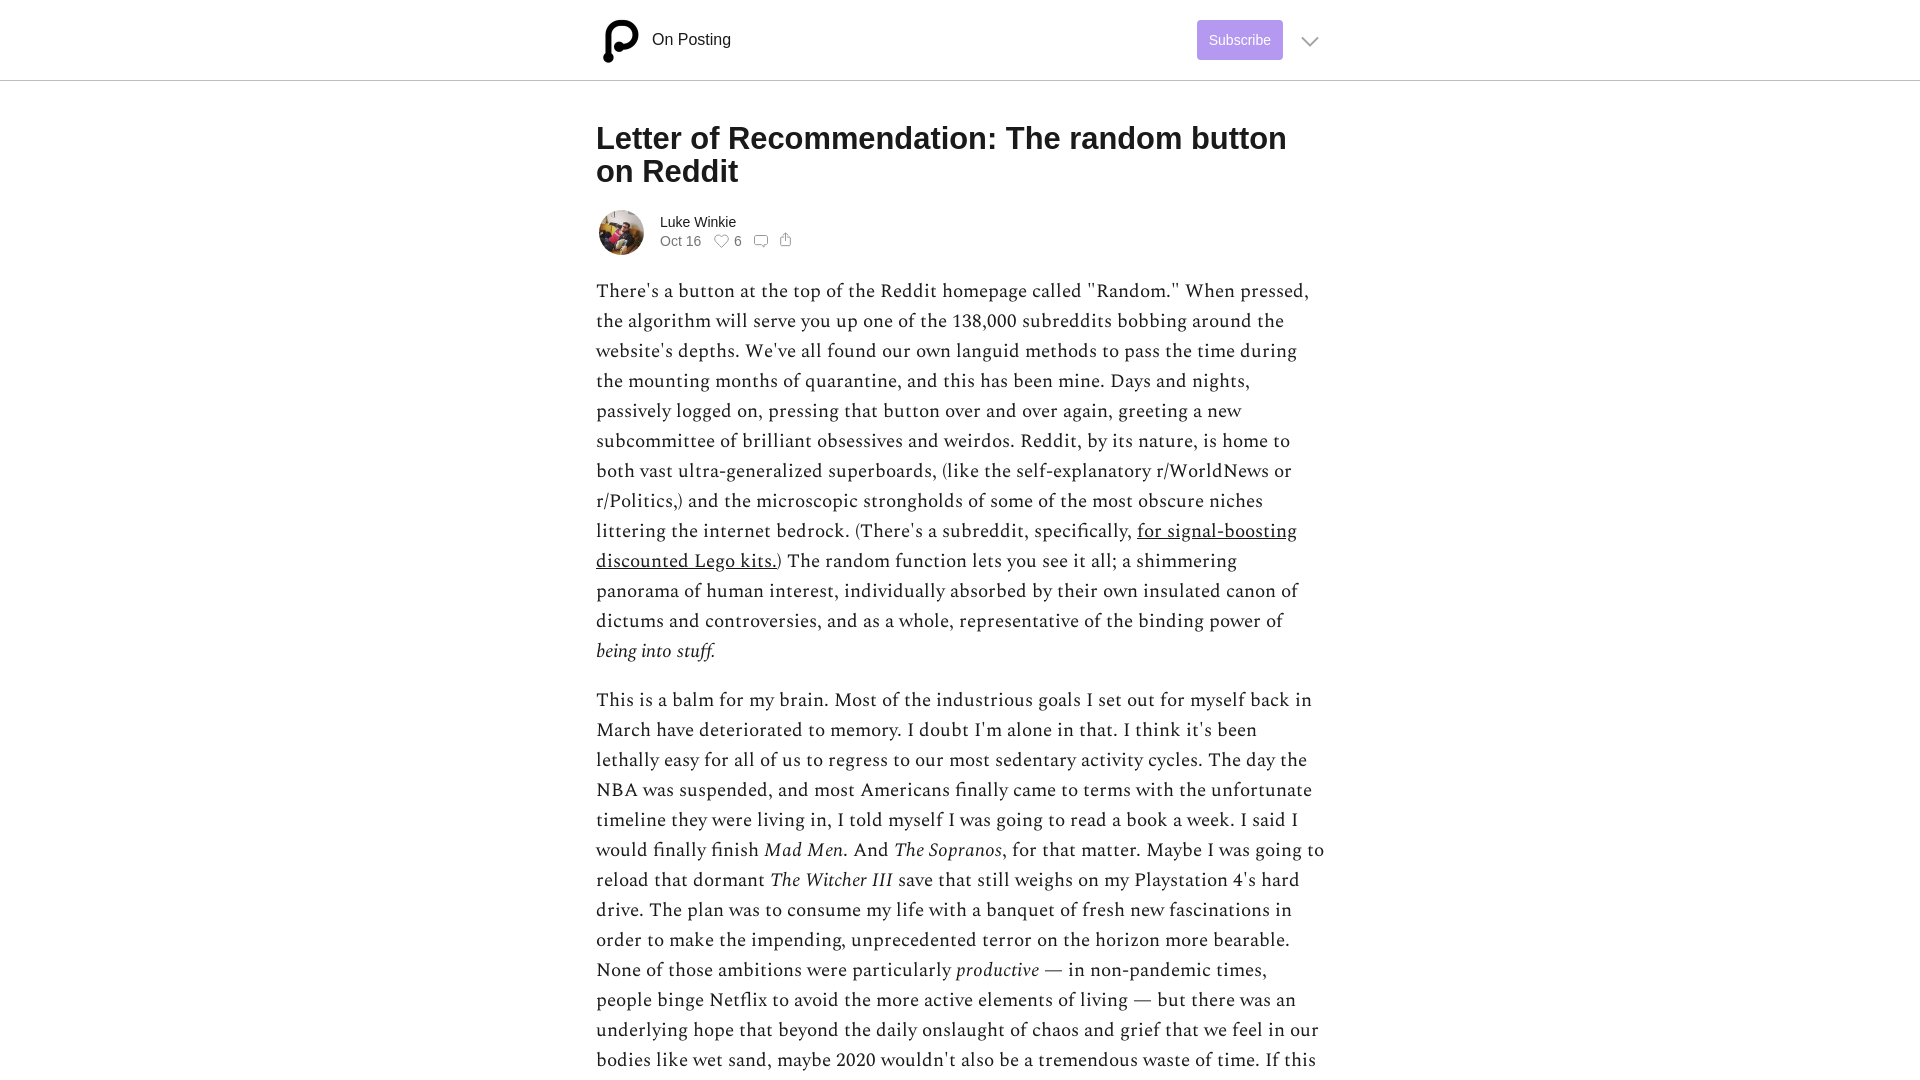 On Posting
Subscribe
Letter of Recommendation: The random button
on Reddit
Luke Winkie
Oct 16 6
There's a button at the top of the Reddit homepage called "Random." When pressed,
the algorithm will serve you up one of the 138,000 subreddits bobbing around the
website's depths. We've all found our own languid methods to pass the time during
the mounting months of quarantine, and this has been mine. Days and nights,
passively logged on, pressing that button over and over again, greeting a new
subcommittee of brilliant obsessives and weirdos. Reddit, by its nature, is home to
both vast ultra-generalized superboards, (like the self-explanatory r/WorldNews or
r/Politics,) and the microscopic strongholds of some of the most obscure niches
littering the internet bedrock. (There's a subreddit, specifically, for signal-boosting
discounted Lego kits.) The random function lets you see it all; a shimmering
panorama of human interest, individually absorbed by their own insulated canon of
dictums and controversies, and as a whole, representative of the binding power of
being into stuff.
This is a balm for my brain. Most of the industrious goals I set out for myself back in
March have deteriorated to memory. I doubt I'm alone in that. I think it's been
lethally easy for all of us to regress to our most sedentary activity cycles. The day the
NBA was suspended, and most Americans finally came to terms with the unfortunate
timeline they were living in, I told myself I was going to read a book a week. I said I
would finally finish Mad Men. And The Sopranos, for that matter. Maybe I was going to
reload that dormant The Witcher III save that still weighs on my Playstation 4's hard
drive. The plan was to consume my life with a banquet of fresh new fascinations in
order to make the impending, unprecedented terror on the horizon more bearable.
None of those ambitions were particularly productive — in non-pandemic times,
people binge Netflix to avoid the more active elements of living — but there was an
underlying hope that beyond the daily onslaught of chaos and grief that we feel in our
bodies like wet sand, maybe 2020 wouldn't also be a tremendous waste of time. If this